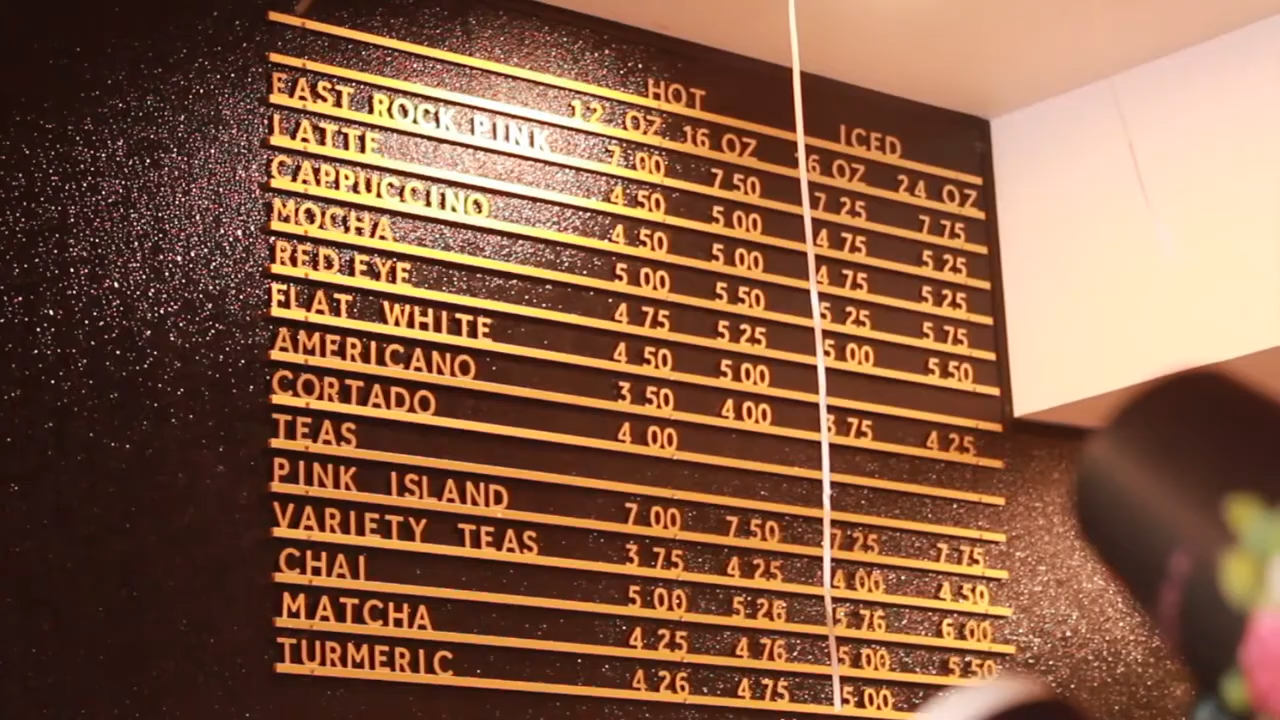 HOT ICED
12 OZ 16 OZ 16 OZ 24 OZ
EAST ROCK PINK 7 00 7 50 7 25 7 75
LATTE 4 50 5 00 4 75 5 25
CAPPUCCINO 4 50 5 00 4 75 5 25
MOCHA 5 00 5 50 5 25 5 75
RED EYE 4 75 5 25 5 00 5 50
FLAT WHITE 4 50 5 00
AMERICANO 3 50 4 00 3 75 4 25
CORTADO 4 00
TEAS
PINK ISLAND 7 00 7 50 7 25 7 75
VARIETY TEAS 3 75 4 25 4 00 4 50
CHAI 5 00 5 26 5 76 6 00
MATCHA 4 25 4 76 5 00 5 50
TURMERIC 4 26 4 75 5 00